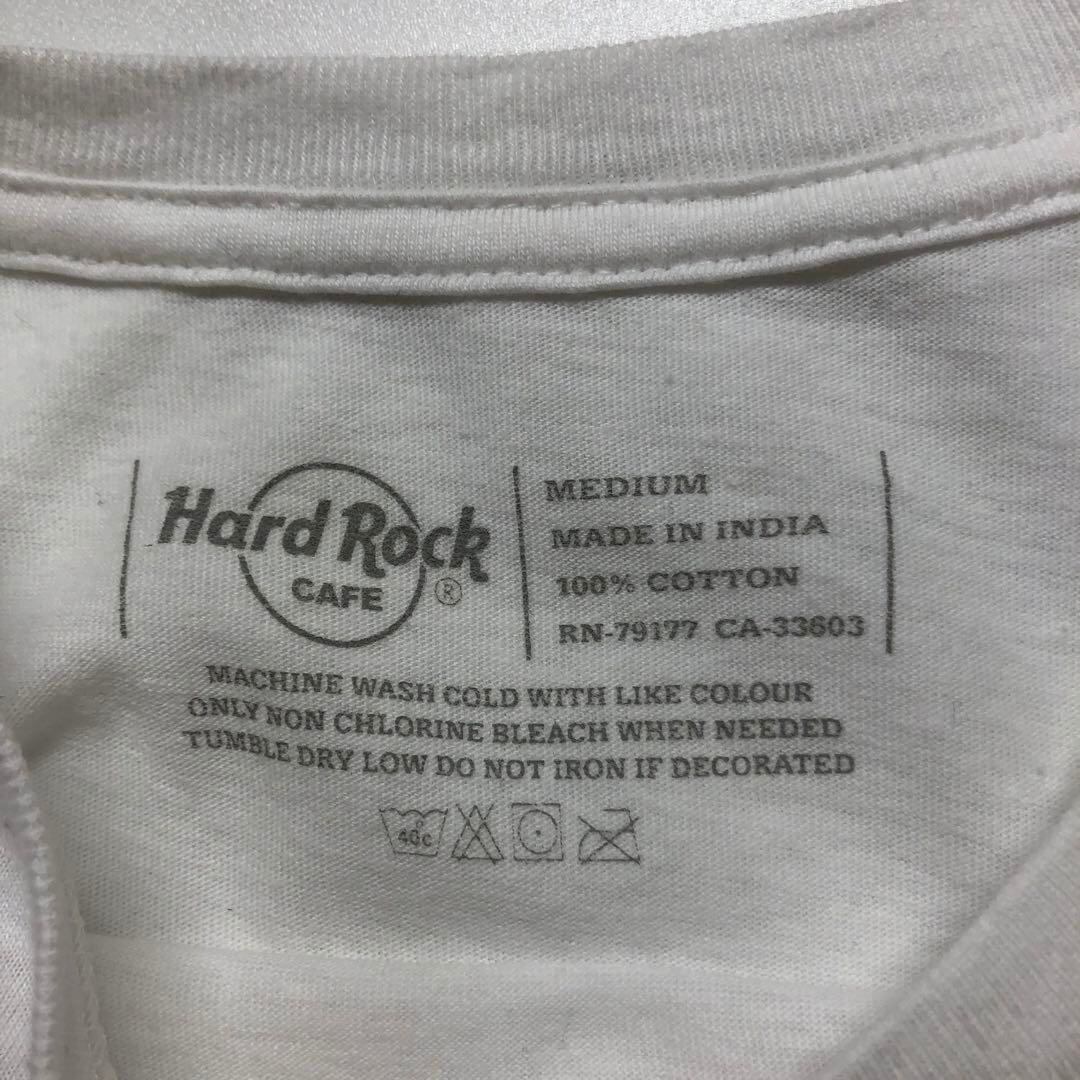 Hard Rock
CAFE ®
MEDIUM
MADE IN INDIA
100% COTTON
RN-79177 CA-33603
MACHINE WASH COLD WITH LIKE COLOUR
ONLY NON CHLORINE BLEACH WHEN NEEDED
TUMBLE DRY LOW DO NOT IRON IF DECORATED
40c